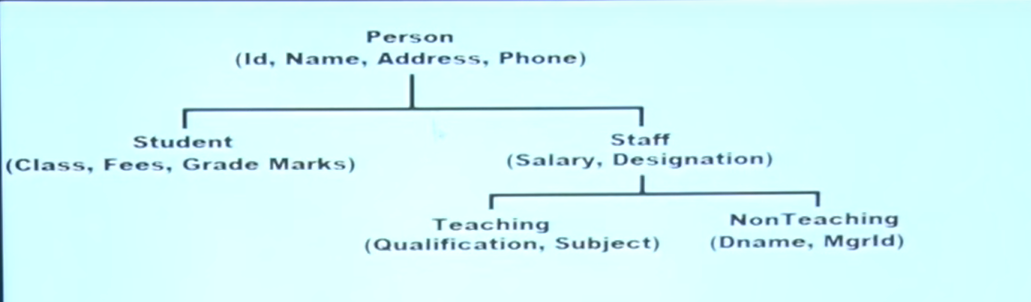 Person
(Id, Name, Address, Phone)
Student
(Class, Fees, Grade Marks)
Staff
(Salary, Designation)
Teaching
(Qualification, Subject)
NonTeaching
(Dname, MgrId)